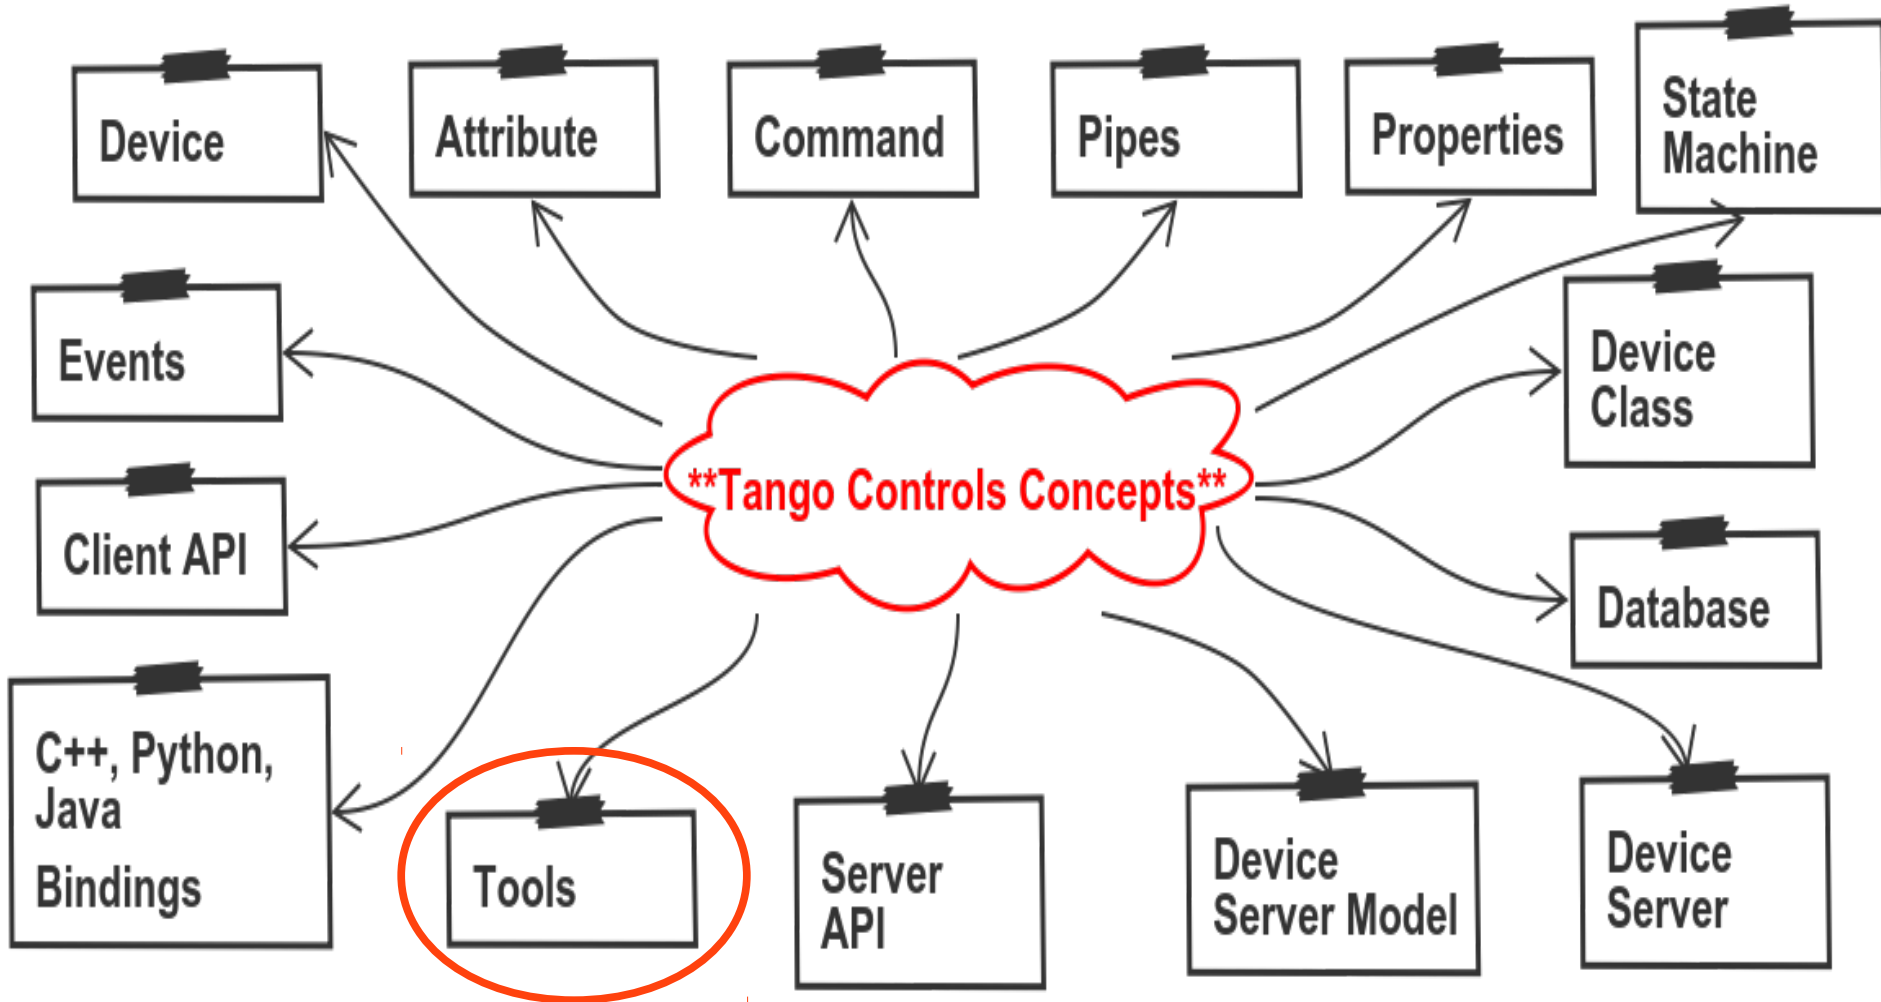 Device
Attribute
Command
Pipes
Properties
State
Machine
Events
Device
Class
**Tango Controls Concepts**
Client API
Database
C++, Python,
Java
Bindings
Tools
Server
API
Device
Server Model
Device
Server